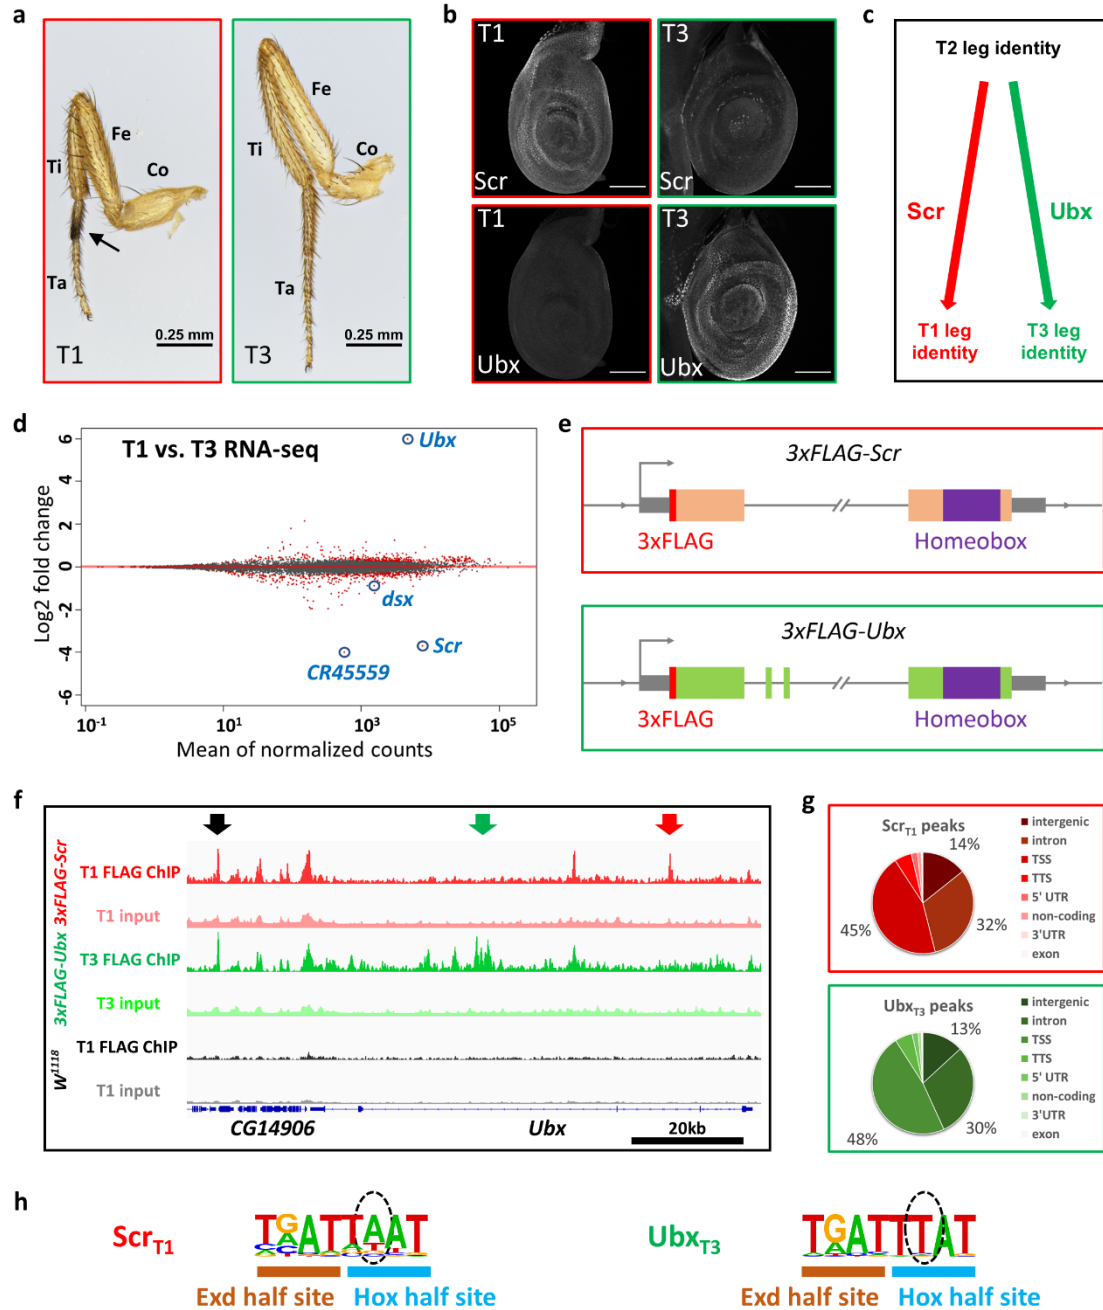 a
Fe
Ti
Co
Ta
0.25 mm
T1
Fe
Ti
Co
Ta
0.25 mm
T3
b
T1
Scr
T3
Scr
T1
Ubx
T3
Ubx
c
T2 leg identity
Scr
Ubx
T1 leg
identity
T3 leg
identity
d
T1 vs. T3 RNA-seq
Log2 fold change
6
4
2
0
-2
-4
-6
Ubx
dsx
Scr
CR45559
10-1
101
103
105
Mean of normalized counts
e
3xFLAG-Scr
3xFLAG
Homeobox
3xFLAG-Ubx
3xFLAG
Homeobox
f
3xFLAG-Scr
T1 FLAG ChIP
T1 input
3xFLAG-Ubx
T3 FLAG ChIP
T3 input
W1118
T1 FLAG ChIP
T1 input
CG14906
Ubx
20kb
g
ScrT1 peaks
14%
32%
45%
intergenic
intron
TSS
TTS
5' UTR
non-coding
3'UTR
exon
UbxT3 peaks
13%
30%
48%
intergenic
intron
TSS
TTS
5' UTR
non-coding
3'UTR
exon
h
ScrT1
TGATTAAT
Exd half site
Hox half site
UbxT3
TGATTTAT
Exd half site
Hox half site